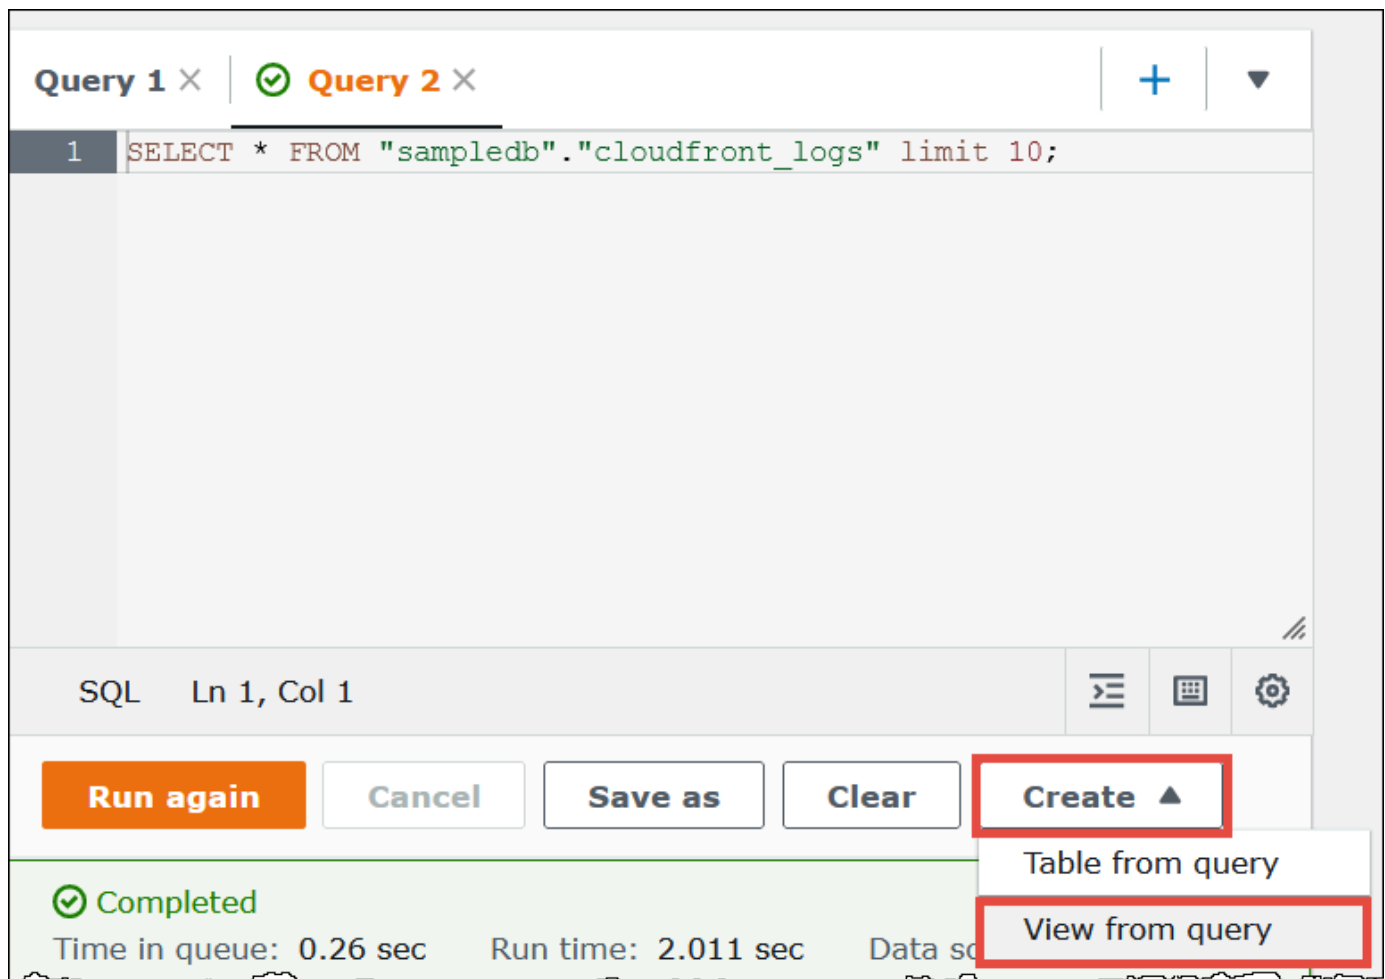 Query 1
Query 2
1 SELECT * FROM "sampledb"."cloudfront_logs" limit 10;
SQL Ln 1, Col 1
Run again Cancel Save as Clear Create
Table from query
View from query
Completed
Time in queue: 0.26 sec Run time: 2.011 sec Data